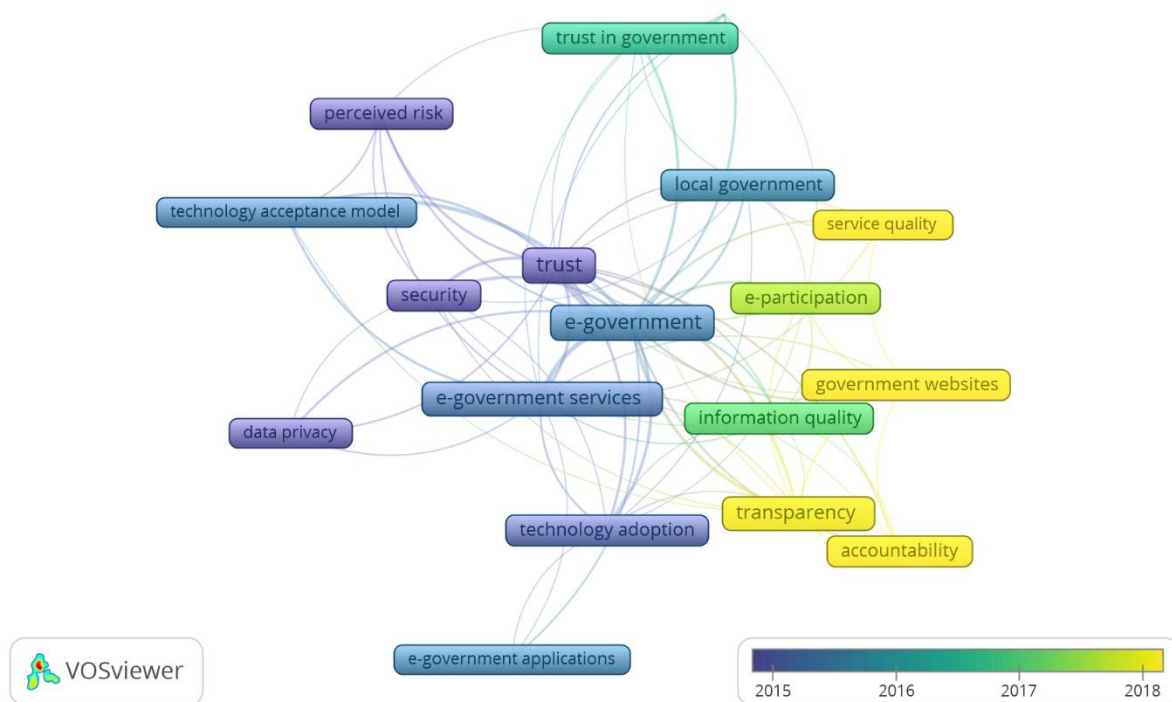 trust in government
perceived risk
local government
technology acceptance model
service quality
trust
security
e-participation
e-government
government websites
e-government services
information quality
data privacy
transparency
technology adoption
accountability
e-government applications
VOSviewer
2015 2016 2017 2018